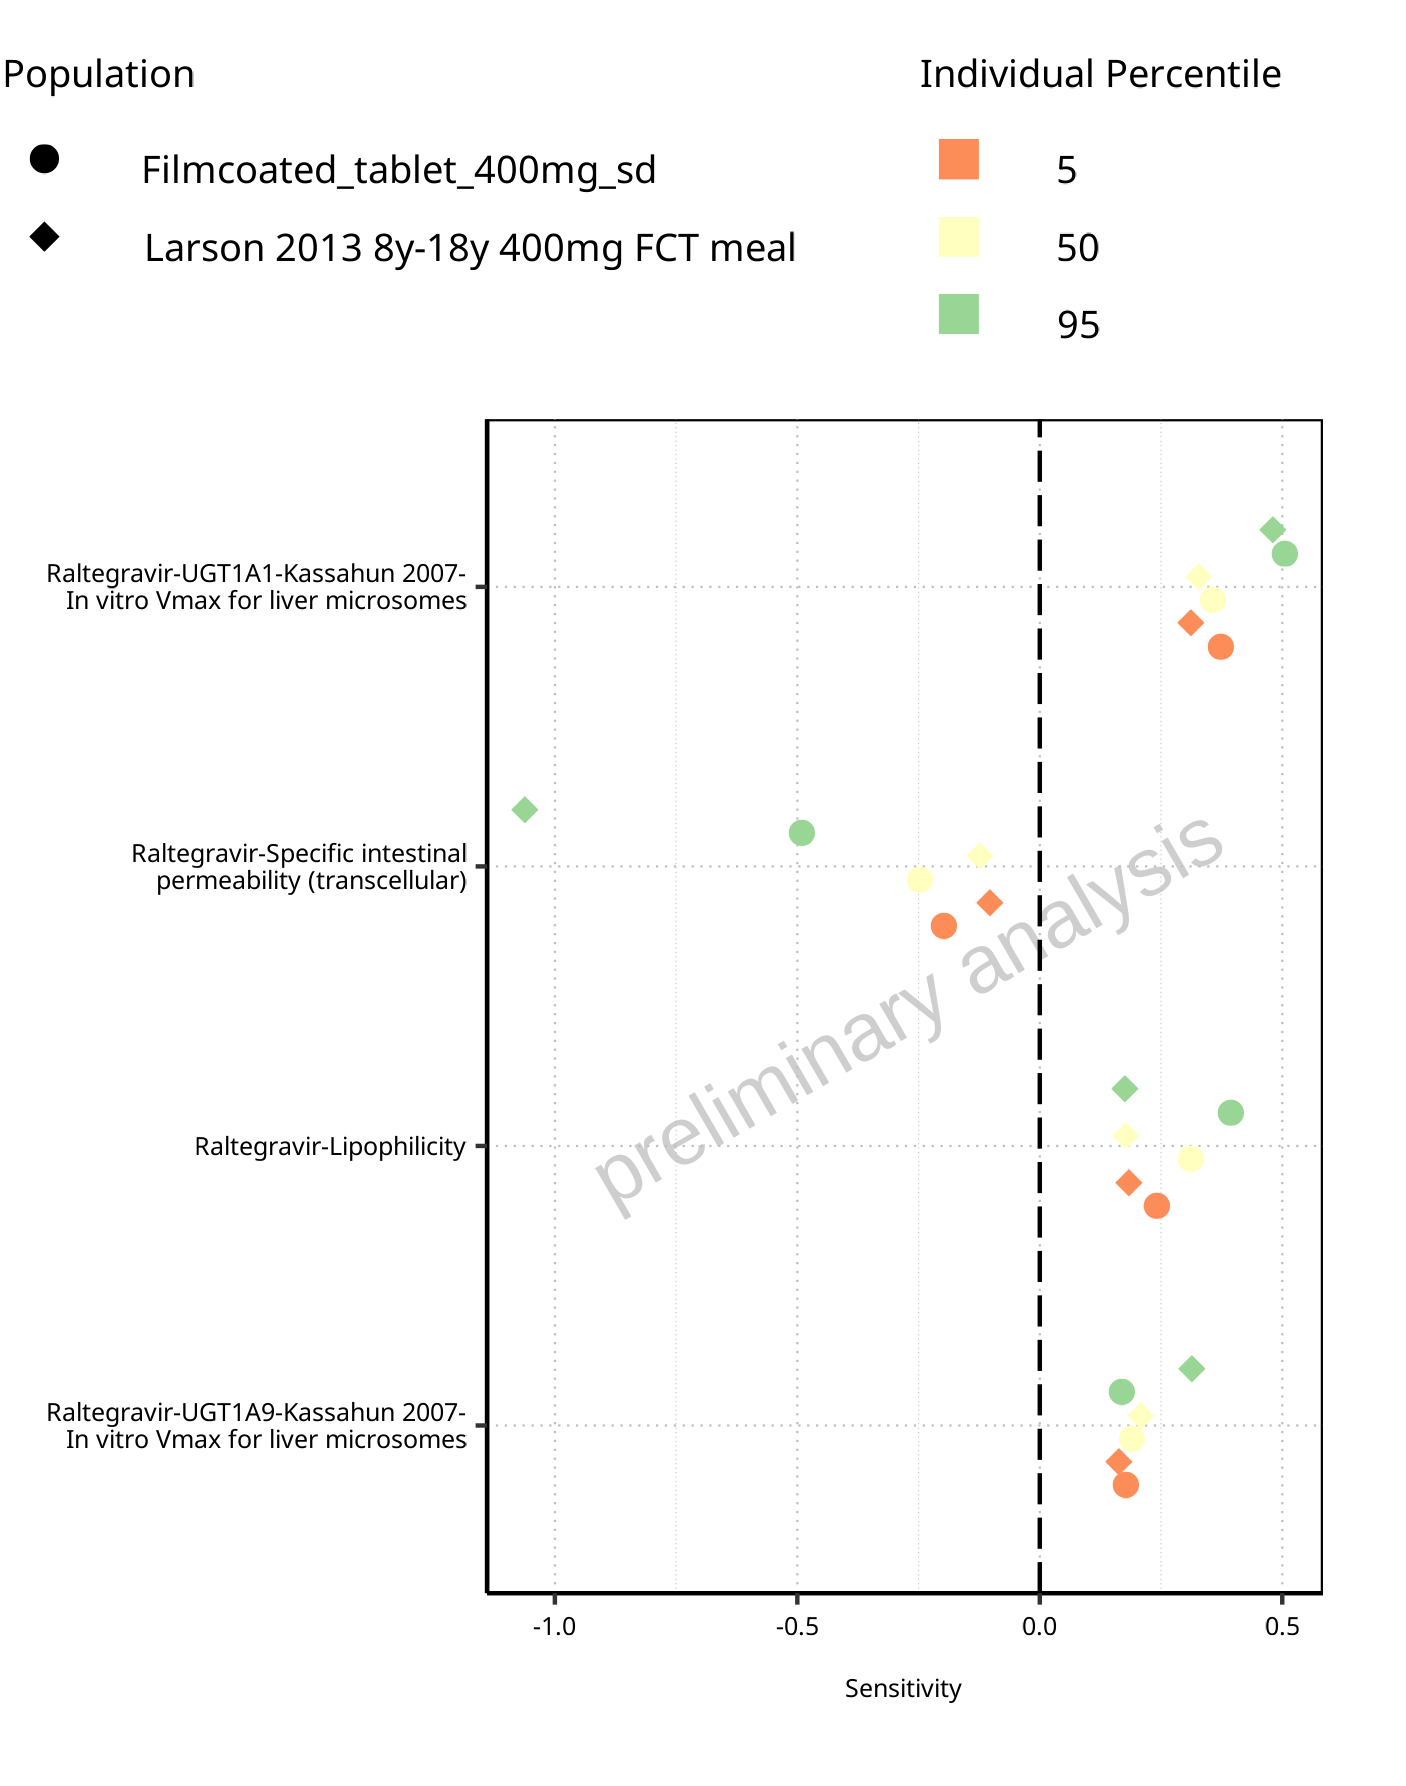 Population
Filmcoated_tablet_400mg_sd
Larson 2013 8y-18y 400mg FCT meal
Individual Percentile
5
50
95
Raltegravir-UGT1A1-Kassahun 2007-
In vitro Vmax for liver microsomes
Raltegravir-Specific intestinal
permeability (transcellular)
Raltegravir-Lipophilicity
Raltegravir-UGT1A9-Kassahun 2007-
In vitro Vmax for liver microsomes
preliminary analysis
-1.0
-0.5
0.0
0.5
Sensitivity